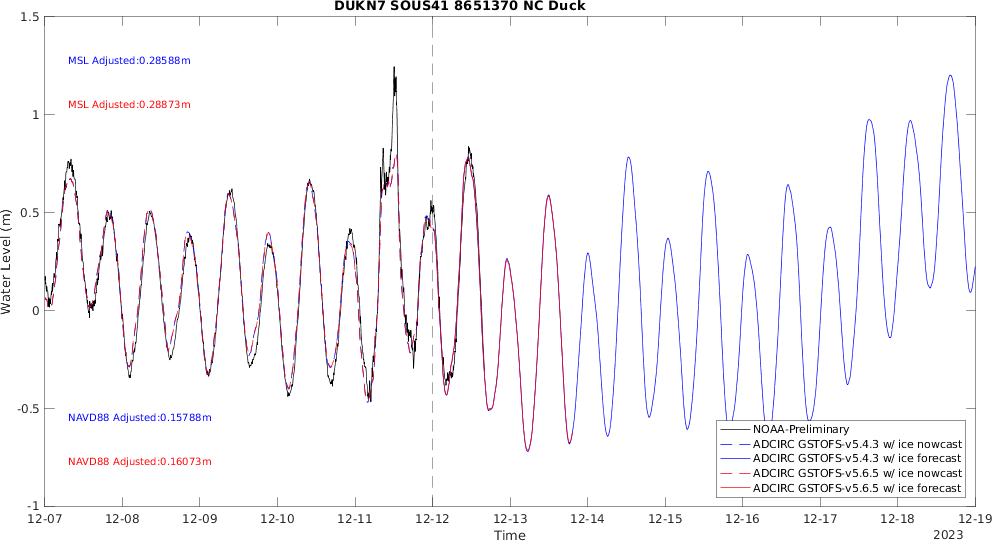 DUKN7 SOUS41 8651370 NC Duck
1.5
1
0.5
0
-0.5
-1
Water Level (m)
MSL Adjusted:0.28588m
MSL Adjusted:0.28873m
NAVD88 Adjusted:0.15788m
NAVD88 Adjusted:0.16073m
NOAA-Preliminary
ADCIRC GSTOFS-v5.4.3 w/ ice nowcast
ADCIRC GSTOFS-v5.4.3 w/ ice forecast
ADCIRC GSTOFS-v5.6.5 w/ ice nowcast
ADCIRC GSTOFS-v5.6.5 w/ ice forecast
12-07 12-08 12-09 12-10 12-11 12-12 12-13 12-14 12-15 12-16 12-17 12-18 12-19
Time
2023